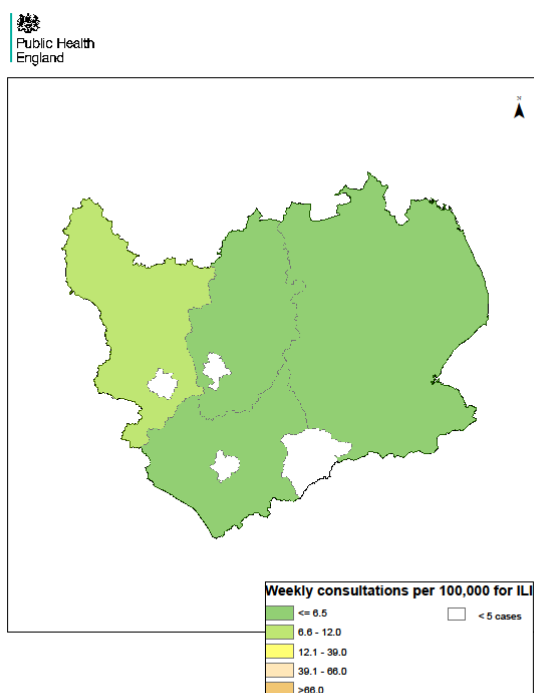 Public Health
England
N
Weekly consultations per 100,000 for ILI
<= 6.5
< 5 cases
6.6 - 12.0
12.1 - 39.0
39.1 - 66.0
>66.0